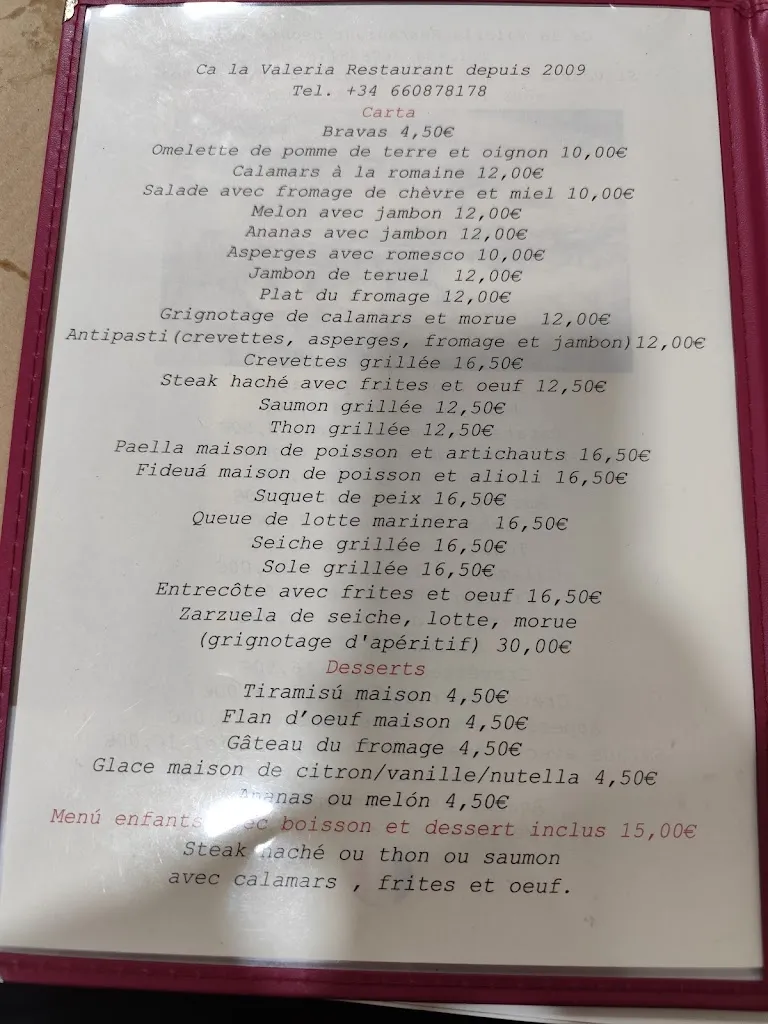 Ca la Valeria Restaurant depuis 2009
Tel. +34 660878178
Carta
Bravas 4,50€
Omelette de pomme de terre et oignon 10,00€
Calamars à la romaine 12,00€
Salade avec fromage de chèvre et miel 10,00€
Melon avec jambon 12,00€
Ananas avec jambon 12,00€
Asperges avec romesco 10,00€
Jambon de teruel 12,00€
Plat du fromage 12,00€
Grignotage de calamars et morue 12,00€
Antipasti(crevettes, asperges, fromage et jambon)12,00€
Crevettes grillée 16,50€
Steak haché avec frites et oeuf 12,50€
Saumon grillée 12,50€
Thon grillée 12,50€
Paella maison de poisson et artichauts 16,50€
Fideuá maison de poisson et alioli 16,50€
Suquet de peix 16,50€
Queue de lotte marinera 16,50€
Seiche grillée 16,50€
Sole grillée 16,50€
Entrecôte avec frites et oeuf 16,50€
Zarzuela de seiche, lotte, morue
(grignotage d'apéritif) 30,00€
Desserts
Tiramisú maison 4,50€
Flan d’oeuf maison 4,50€
Gâteau du fromage 4,50€
Glace maison de citron/vanille/nutella 4,50€
Ananas ou melón 4,50€
Menú enfants avec boisson et dessert inclus 15,00€
Steak haché ou thon ou saumon
avec calamars , frites et oeuf.